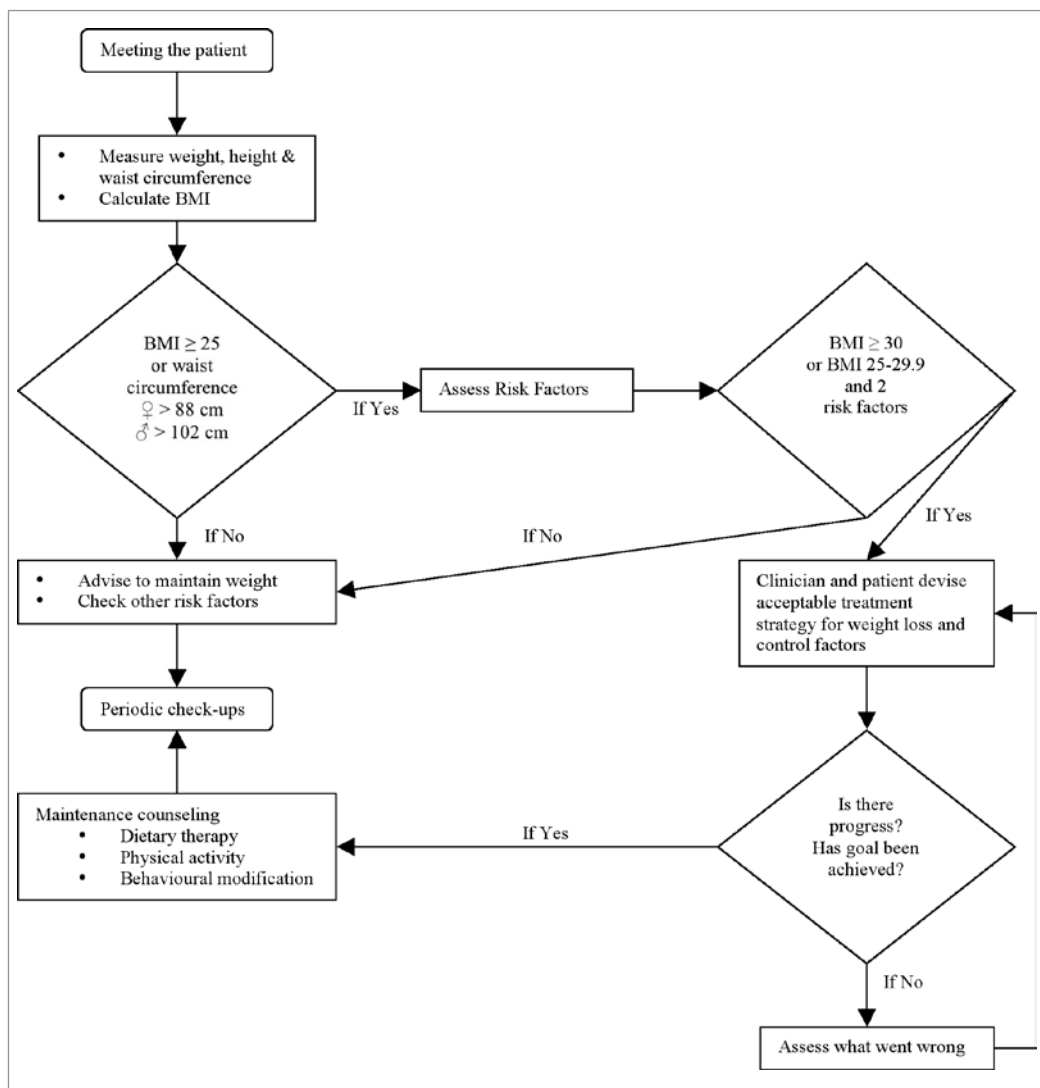 Meeting the patient
• Measure weight, height &
waist circumference
• Calculate BMI
BMI ≥ 25
or waist
circumference
♀ > 88 cm
♂ > 102 cm
If Yes
Assess Risk Factors
BMI ≥ 30
or BMI 25-29.9
and 2
risk factors
If No
If No
If Yes
• Advise to maintain weight
• Check other risk factors
Clinician and patient devise
acceptable treatment
strategy for weight loss and
control factors
Periodic check-ups
Maintenance counseling
• Dietary therapy
• Physical activity
• Behavioural modification
If Yes
Is there
progress?
Has goal been
achieved?
If No
Assess what went wrong